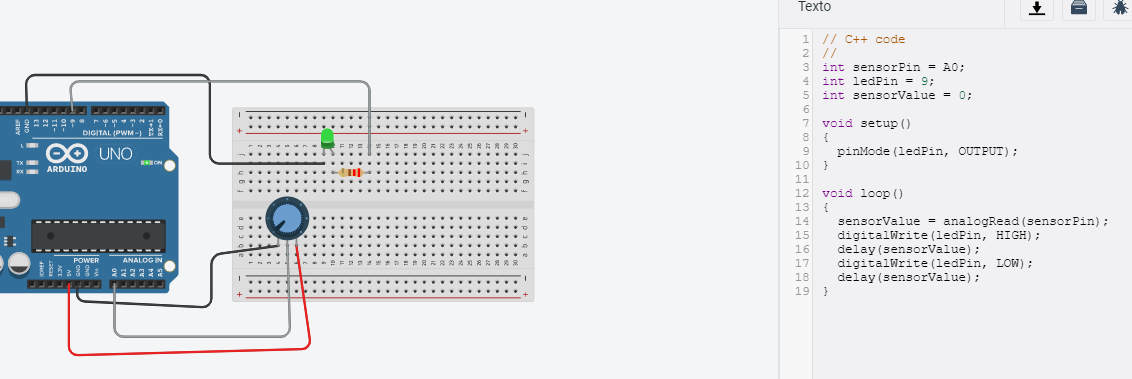 Texto
1 // C++ code
2 //
3 int sensorPin = A0;
4 int ledPin = 9;
5 int sensorValue = 0;
6
7 void setup()
8 {
9 pinMode(ledPin, OUTPUT);
10 }
11
12 void loop()
13 {
14 sensorValue = analogRead(sensorPin);
15 digitalWrite(ledPin, HIGH);
16 delay(sensorValue);
17 digitalWrite(ledPin, LOW);
18 delay(sensorValue);
19 }
AREF
GND
13
12
~11
~10
~9
8
7
~6
~5
4
~3
2
TX→1
RX←0
DIGITAL (PWM~)
L
TX
RX
UNO
ON
ARDUINO
POWER
ANALOG IN
IOREF
RESET
3.3V
5V
GND
GND
Vin
A0
A1
A2
A3
A4
A5